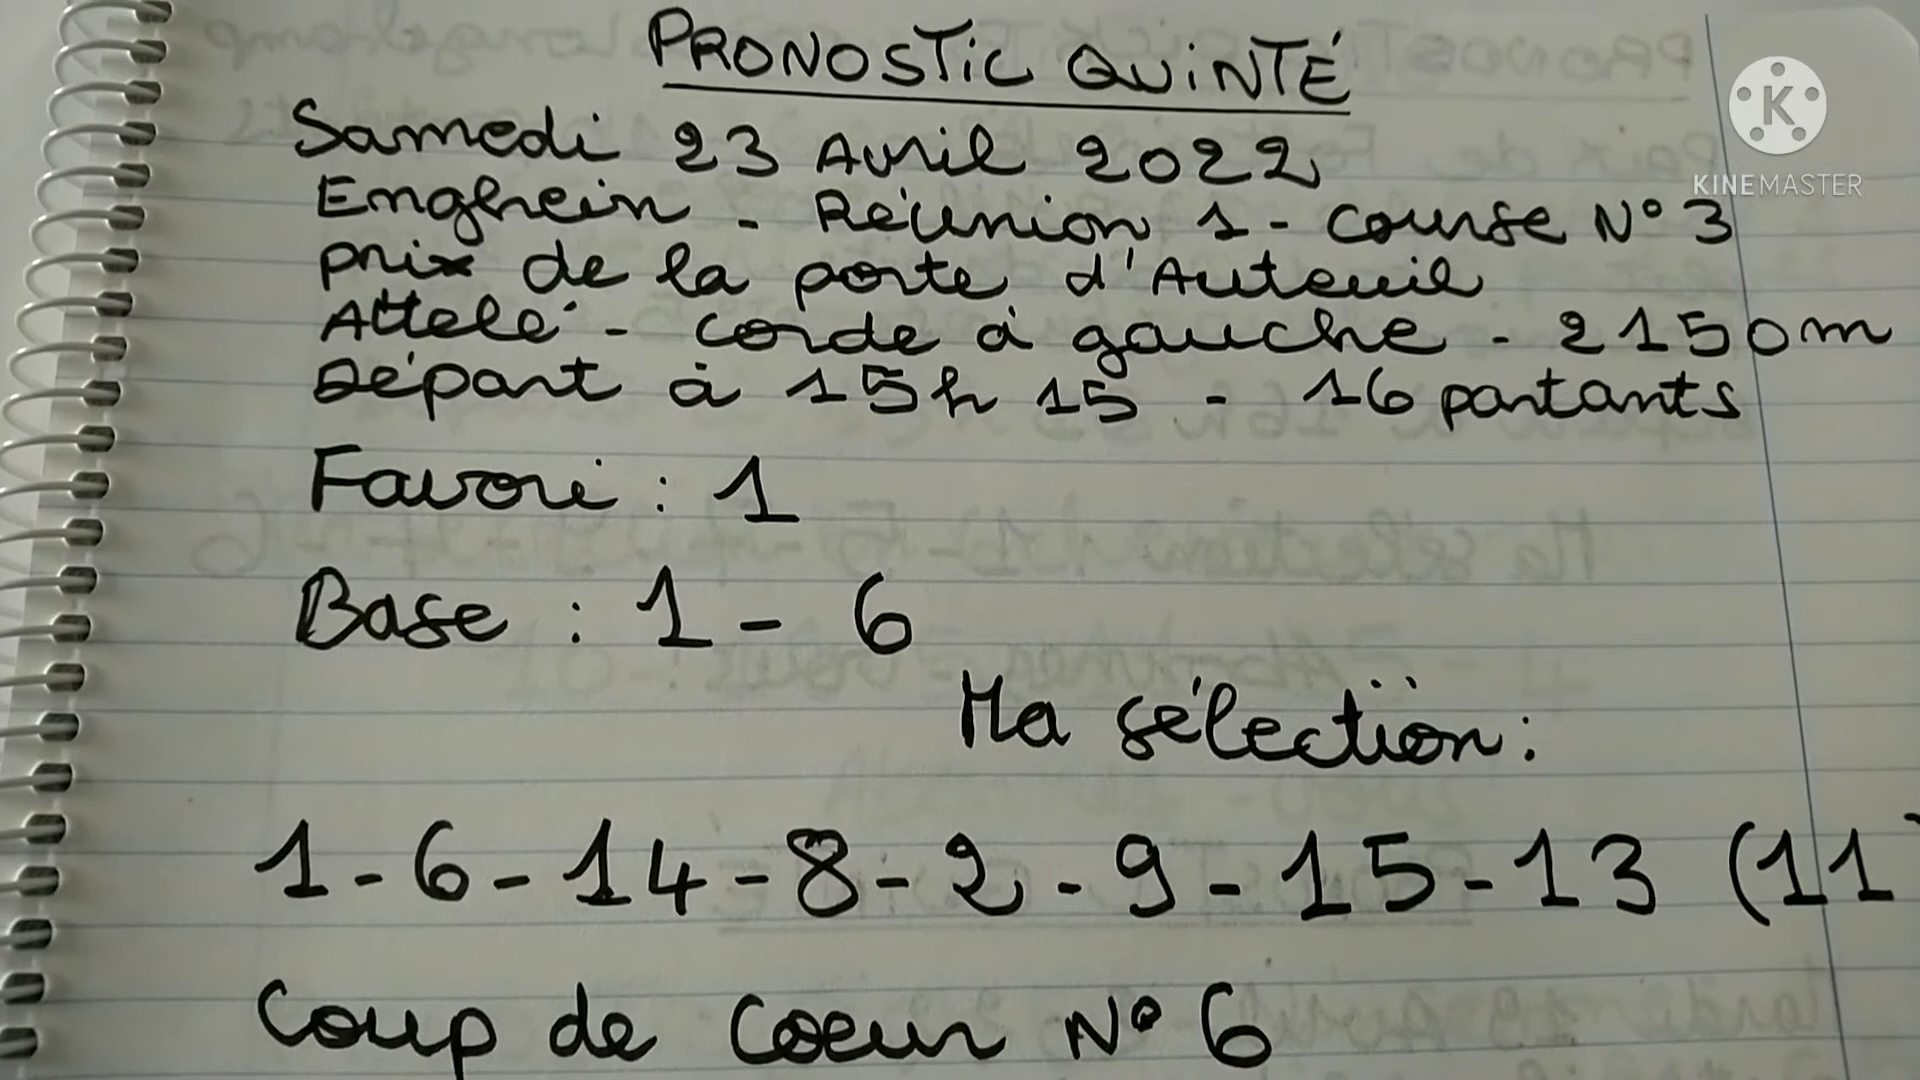 PRONOSTIC QUINTÉ
Samedi 23 Avril 2022
Enghein - Réunion 1 - course N° 3
prix de la porte d'Auteuil
Attelé - corde à gauche - 2150m
Départ à 15h15 - 16 partants
Favori : 1
Base : 1 - 6
Ma sélection :
1 - 6 - 14 - 8 - 2 - 9 - 15 - 13 (11)
Coup de Coeur N° 6
K
KINEMASTER